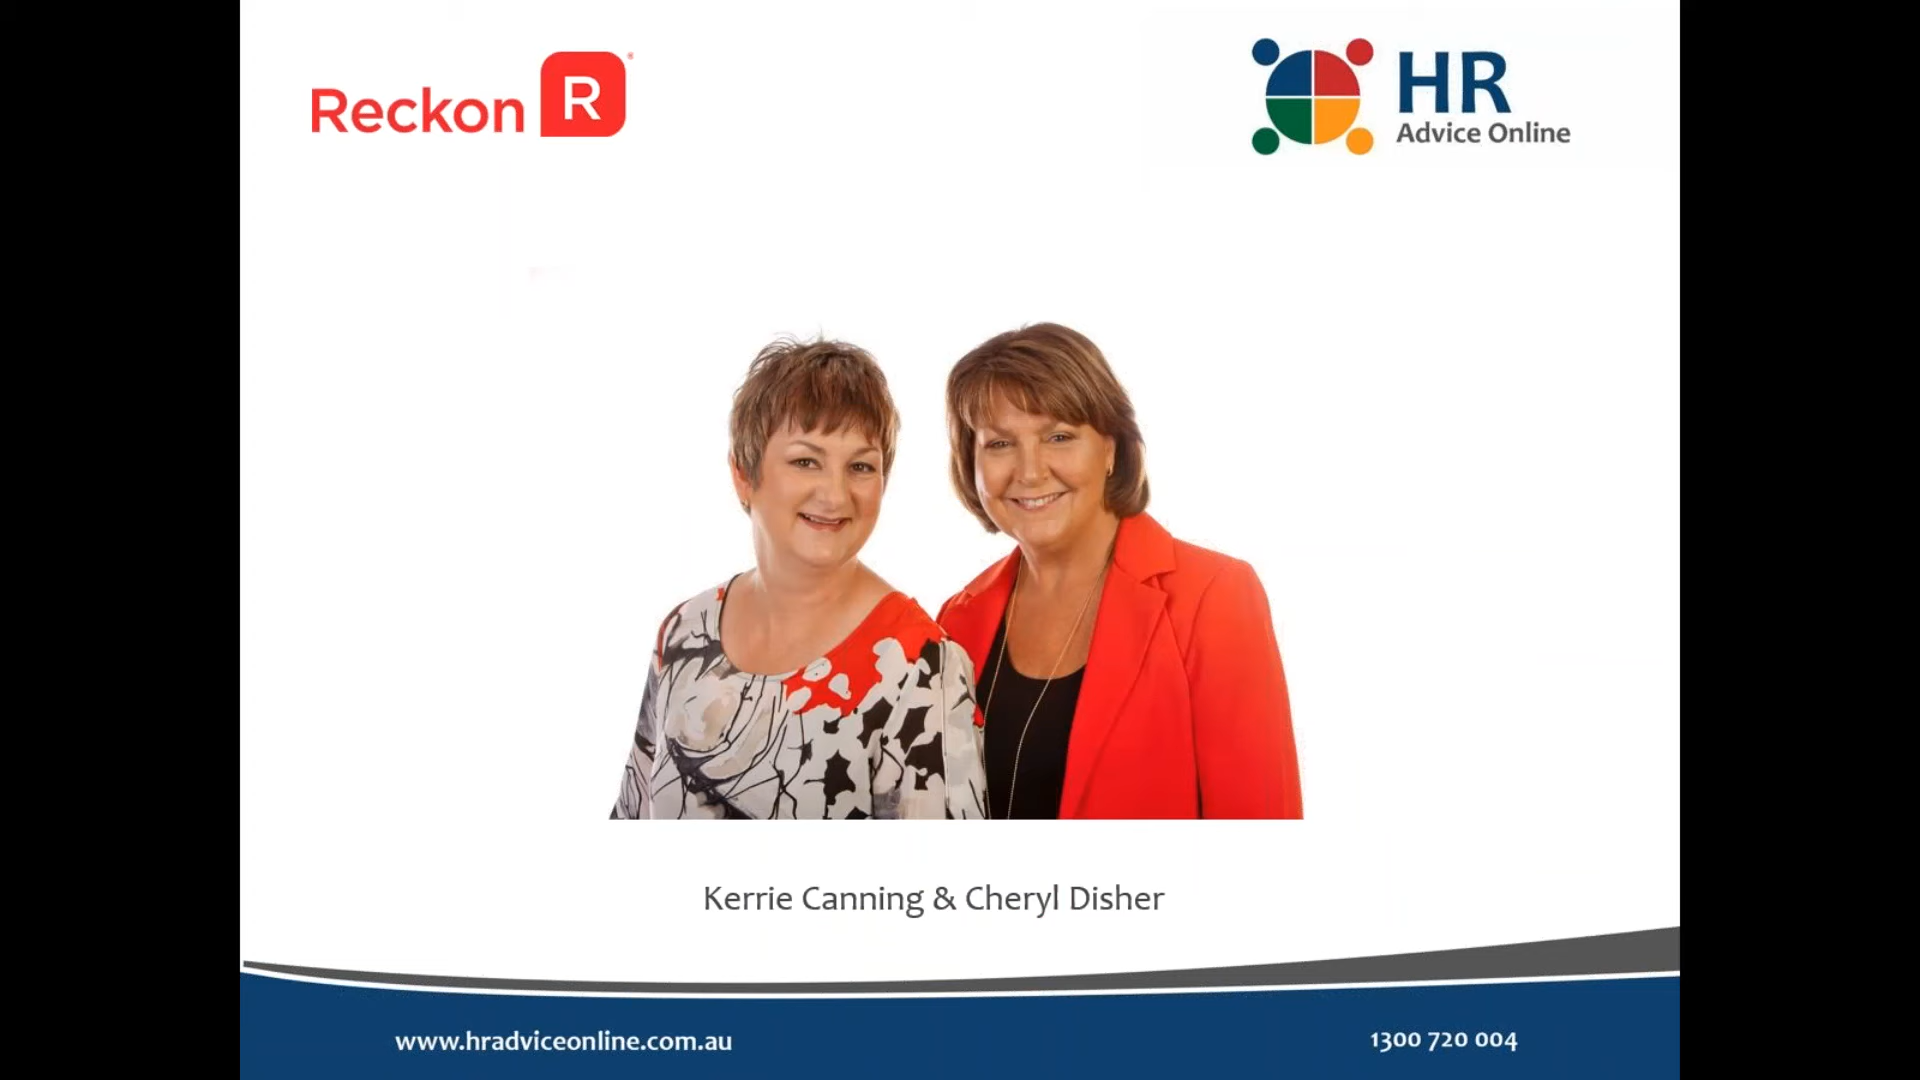 Reckon R
HR
Advice Online
Kerrie Canning & Cheryl Disher
www.hradviceonline.com.au
1300 720 004